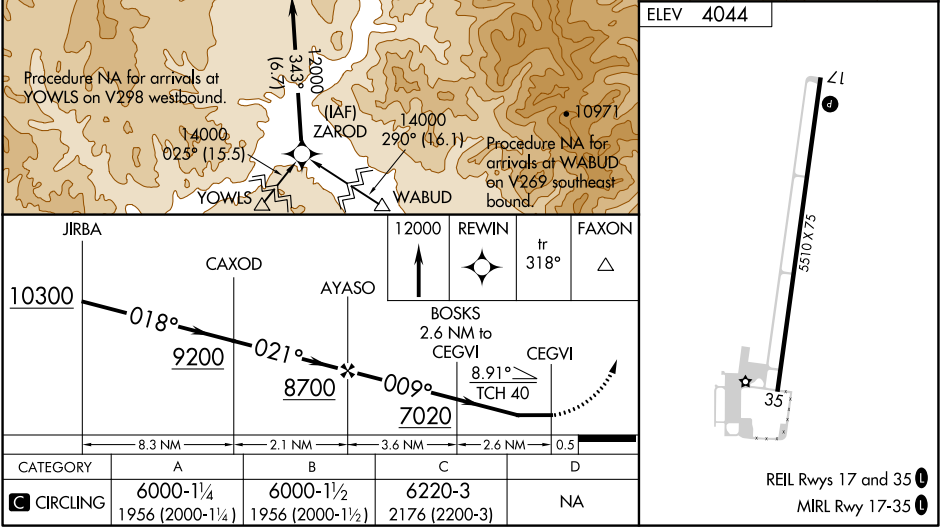 Procedure NA for arrivals at
YOWLS on V298 westbound.
12000
343°
(6.7)
(IAF)
ZAROD
14000
025° (15.5)
14000
290° (16.1)
10971
Procedure NA for
arrivals at WABUD
on V269 southeast
bound.
YOWLS
WABUD
ELEV 4044
17
P
5510 X 75
35
REIL Rwys 17 and 35 L
MIRL Rwy 17-35 L
JIRBA
CAXOD
AYASO
12000
REWIN
tr
318°
FAXON
10300
018°
9200
021°
8700
009°
7020
BOSKS
2.6 NM to
CEGVI
CEGVI
8.91°
TCH 40
8.3 NM
2.1 NM
3.6 NM
2.6 NM
0.5
CATEGORY A B C D
C CIRCLING
6000-1¼
1956 (2000-1¼)
6000-1½
1956 (2000-1½)
6220-3
2176 (2200-3)
NA